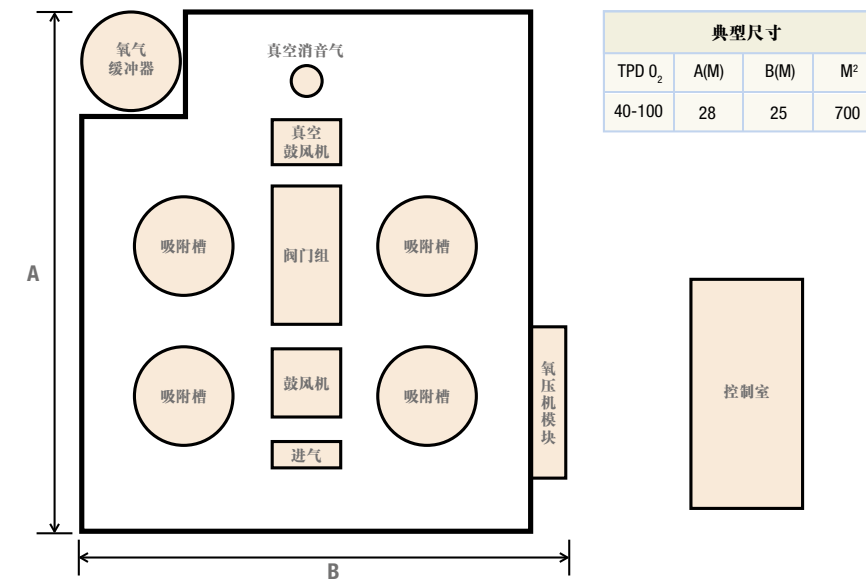 氧气
缓冲器
真空消音气
真空
鼓风机
吸附槽
阀门组
吸附槽
A
吸附槽
鼓风机
吸附槽
氧压机模块
进气
B
典型尺寸
TPD 0₂ A(M) B(M) M²
40-100 28 25 700
控制室